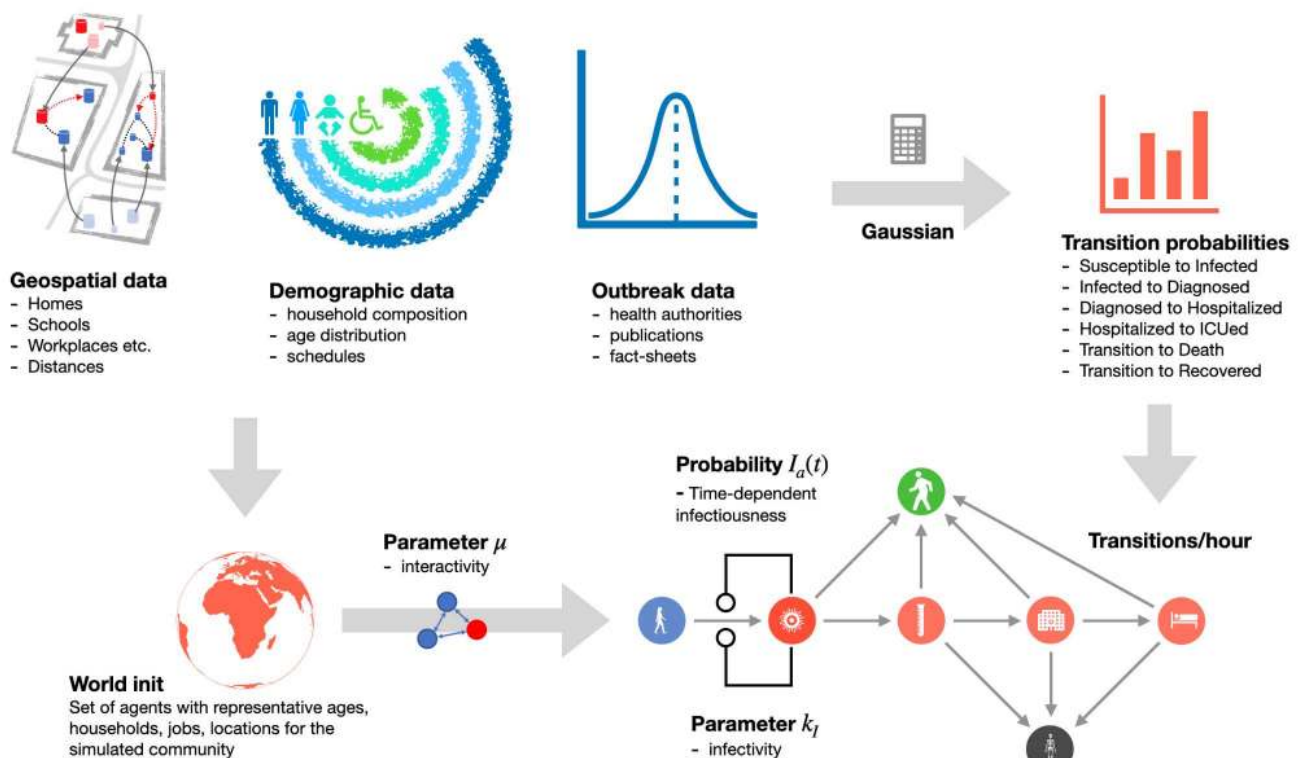 Gaussian
Geospatial data
- Homes
- Schools
- Workplaces etc.
- Distances
Demographic data
- household composition
- age distribution
- schedules
Outbreak data
- health authorities
- publications
- fact-sheets
Transition probabilities
- Susceptible to Infected
- Infected to Diagnosed
- Diagnosed to Hospitalized
- Hospitalized to ICUed
- Transition to Death
- Transition to Recovered
Probability I_a(t)
- Time-dependent
infectiousness
Parameter μ
- interactivity
Transitions/hour
World init
Set of agents with representative ages,
households, jobs, locations for the
simulated community
Parameter k_I
- infectivity